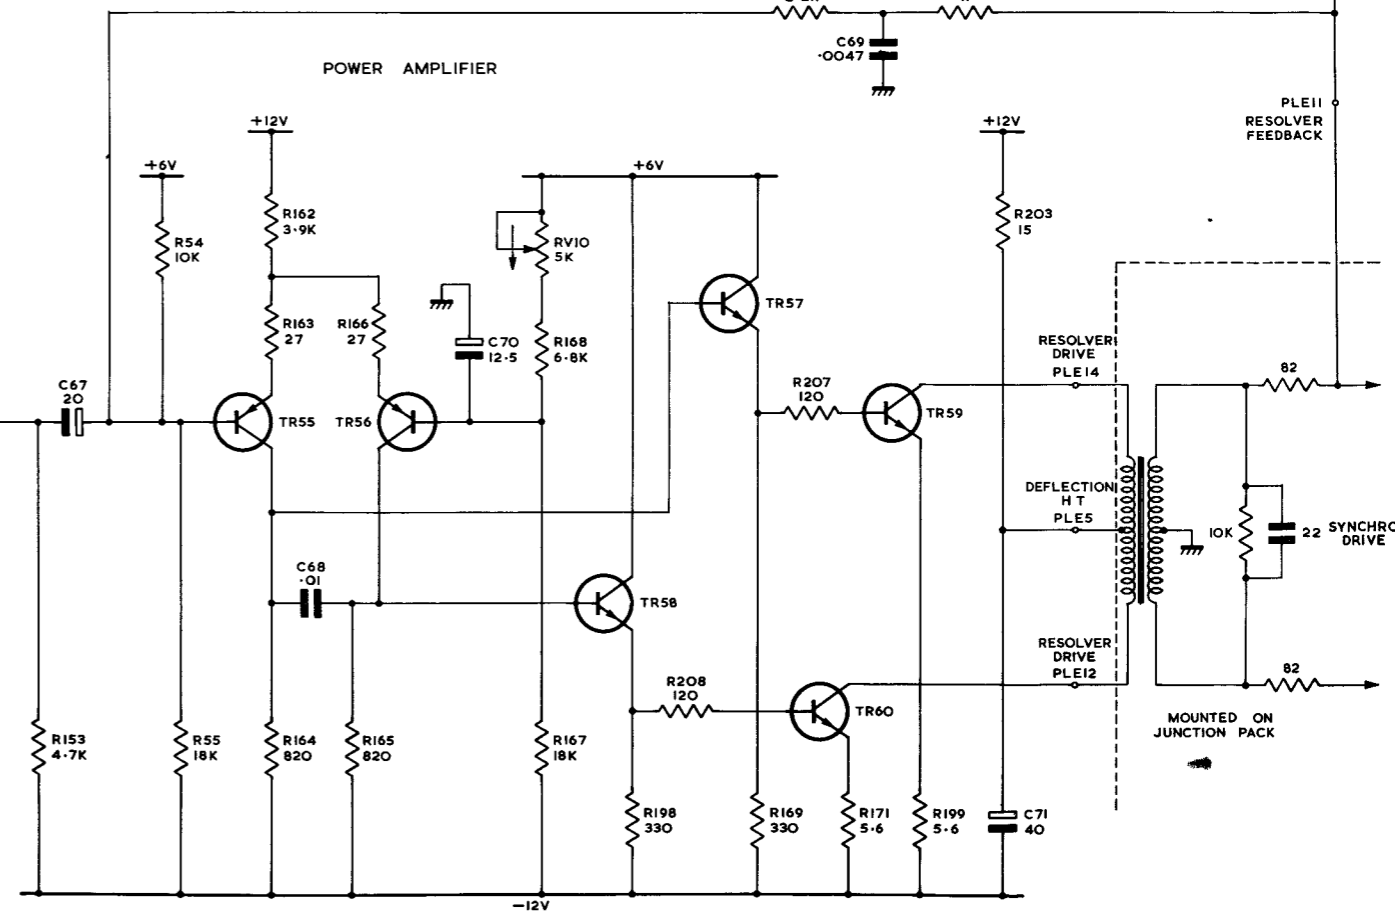 C69
·0047
POWER AMPLIFIER
PLE11
RESOLVER
FEEDBACK
+12V
+12V
+6V
+6V
R162
3·9K
R203
15
R54
10K
RV10
5K
TR57
R163
27
R166
27
C70
12·5
R168
6·8K
RESOLVER
DRIVE
PLE14
82
C67
20
R207
120
TR55
TR56
TR59
DEFLECTION
H T
PLE5
10K
22
SYNCHRO
DRIVE
C68
·01
TR58
RESOLVER
DRIVE
PLE12
82
R208
120
TR60
MOUNTED ON
JUNCTION PACK
R153
4·7K
R55
18K
R164
820
R165
820
R167
18K
R198
330
R169
330
R171
5·6
R199
5·6
C71
40
−12V